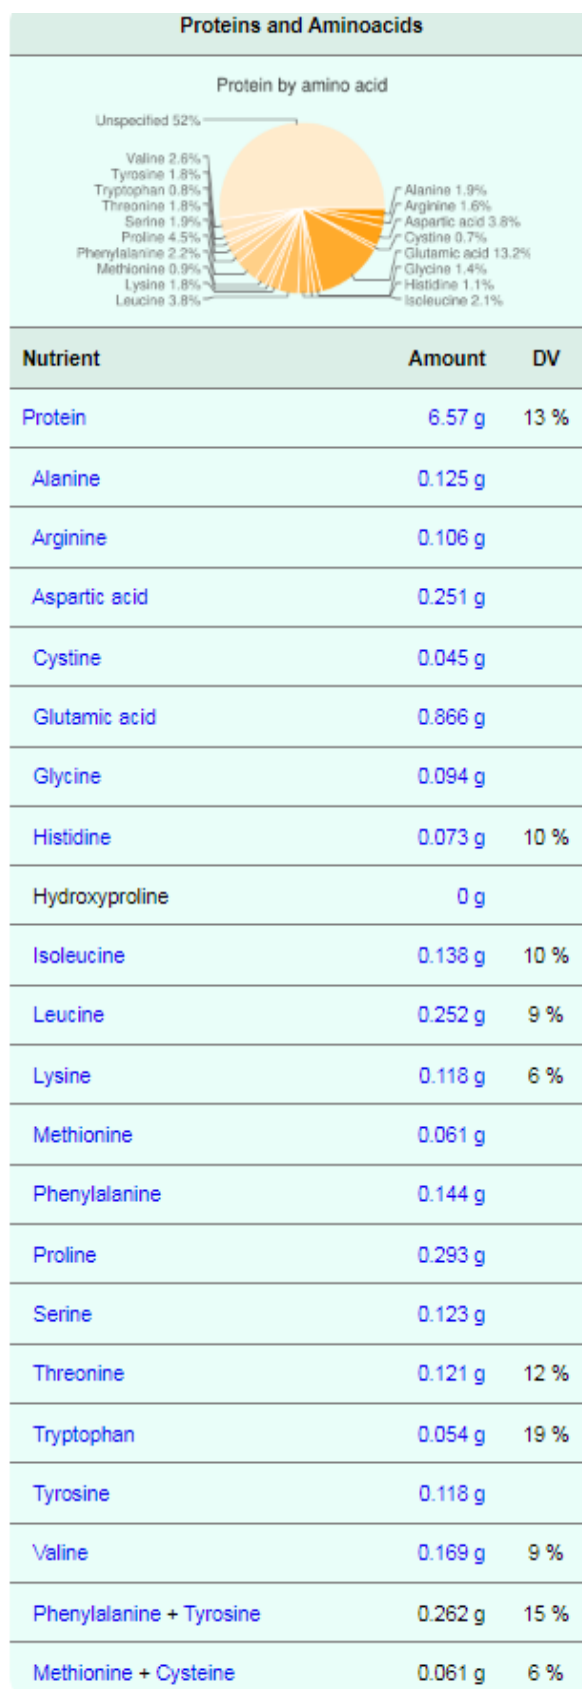 Proteins and Aminoacids
Protein by amino acid
Unspecified 52%
Valine 2.6%
Tyrosine 1.8%
Tryptophan 0.8%
Threonine 1.8%
Serine 1.9%
Proline 4.5%
Phenylalanine 2.2%
Methionine 0.9%
Lysine 1.8%
Leucine 3.8%
Alanine 1.9%
Arginine 1.6%
Aspartic acid 3.8%
Cystine 0.7%
Glutamic acid 13.2%
Glycine 1.4%
Histidine 1.1%
Isoleucine 2.1%
Nutrient Amount DV
Protein 6.57 g 13 %
Alanine 0.125 g
Arginine 0.106 g
Aspartic acid 0.251 g
Cystine 0.045 g
Glutamic acid 0.866 g
Glycine 0.094 g
Histidine 0.073 g 10 %
Hydroxyproline 0 g
Isoleucine 0.138 g 10 %
Leucine 0.252 g 9 %
Lysine 0.118 g 6 %
Methionine 0.061 g
Phenylalanine 0.144 g
Proline 0.293 g
Serine 0.123 g
Threonine 0.121 g 12 %
Tryptophan 0.054 g 19 %
Tyrosine 0.118 g
Valine 0.169 g 9 %
Phenylalanine + Tyrosine 0.262 g 15 %
Methionine + Cysteine 0.061 g 6 %